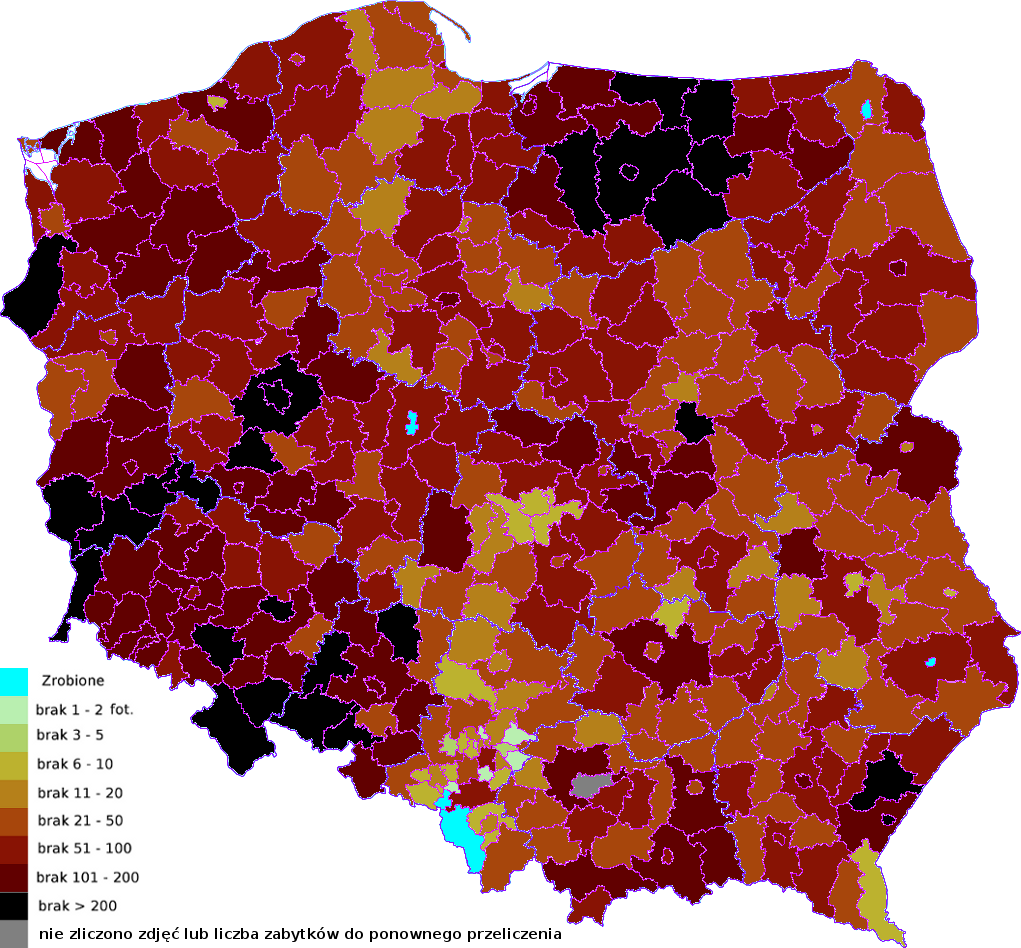 Zrobione
brak 1 - 2 fot.
brak 3 - 5
brak 6 - 10
brak 11 - 20
brak 21 - 50
brak 51 - 100
brak 101 - 200
brak > 200
nie zliczono zdjęć lub liczba zabytków do ponownego przeliczenia